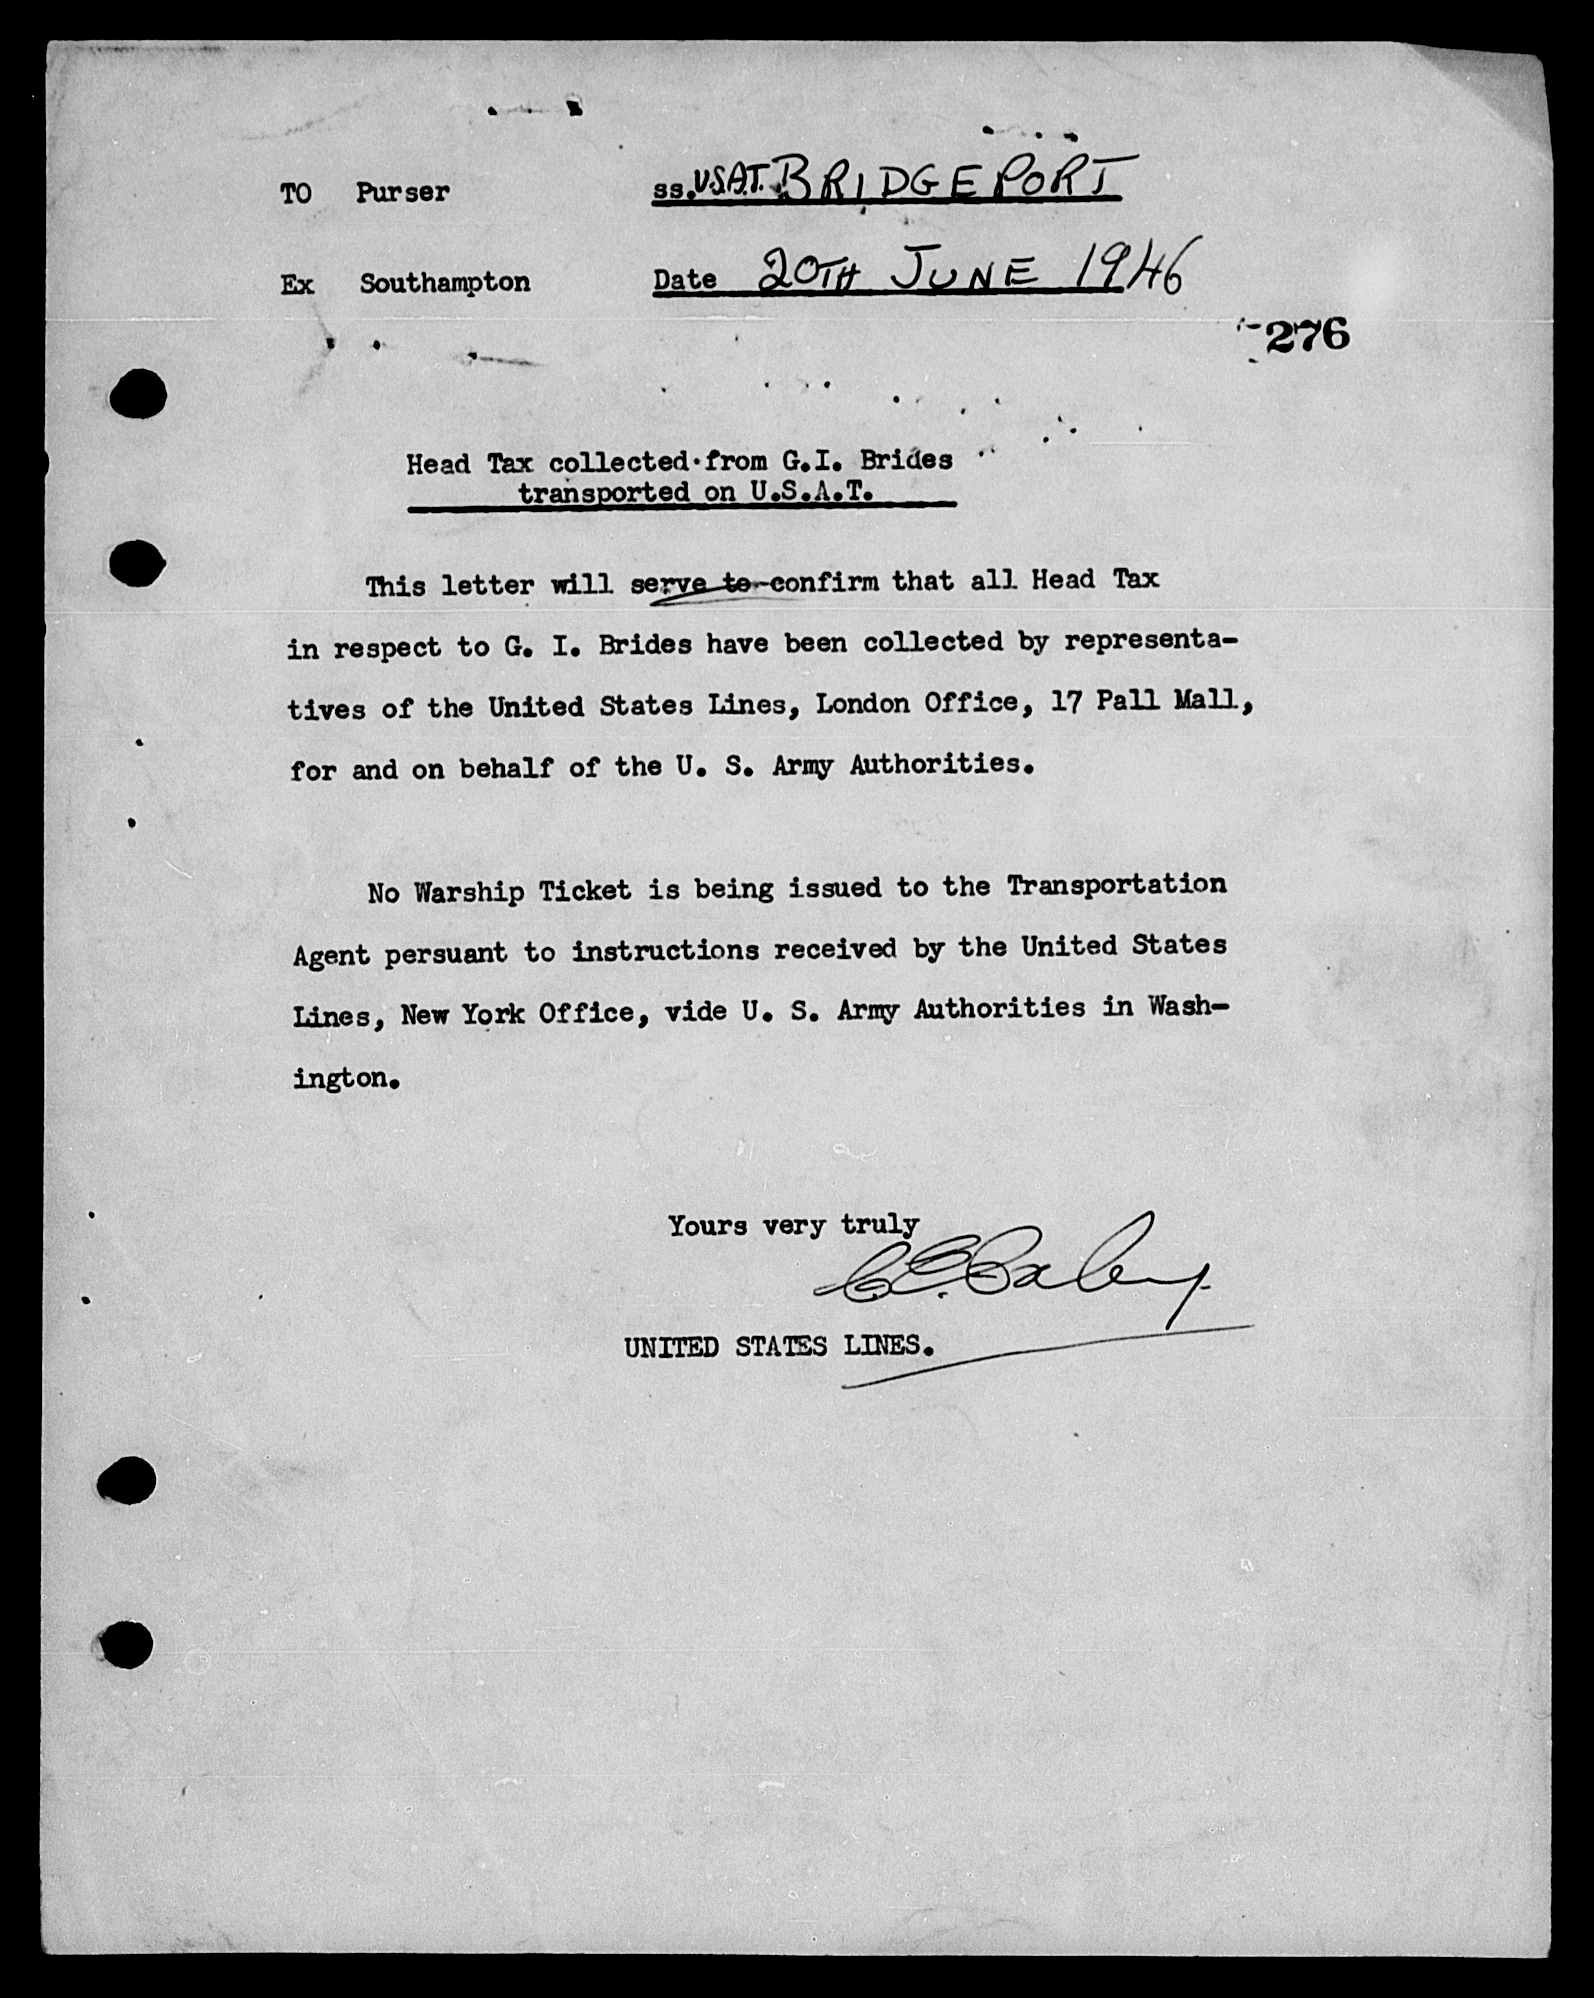 TO Purser ss. U.S.A.T. BRIDGEPORT
Ex Southampton Date 20TH JUNE 1946
276
Head Tax collected from G.I. Brides
transported on U.S.A.T.
This letter will serve to confirm that all Head Tax
in respect to G. I. Brides have been collected by representa-
tives of the United States Lines, London Office, 17 Pall Mall,
for and on behalf of the U. S. Army Authorities.
No Warship Ticket is being issued to the Transportation
Agent persuant to instructions received by the United States
Lines, New York Office, vide U. S. Army Authorities in Wash-
ington.
Yours very truly
UNITED STATES LINES.